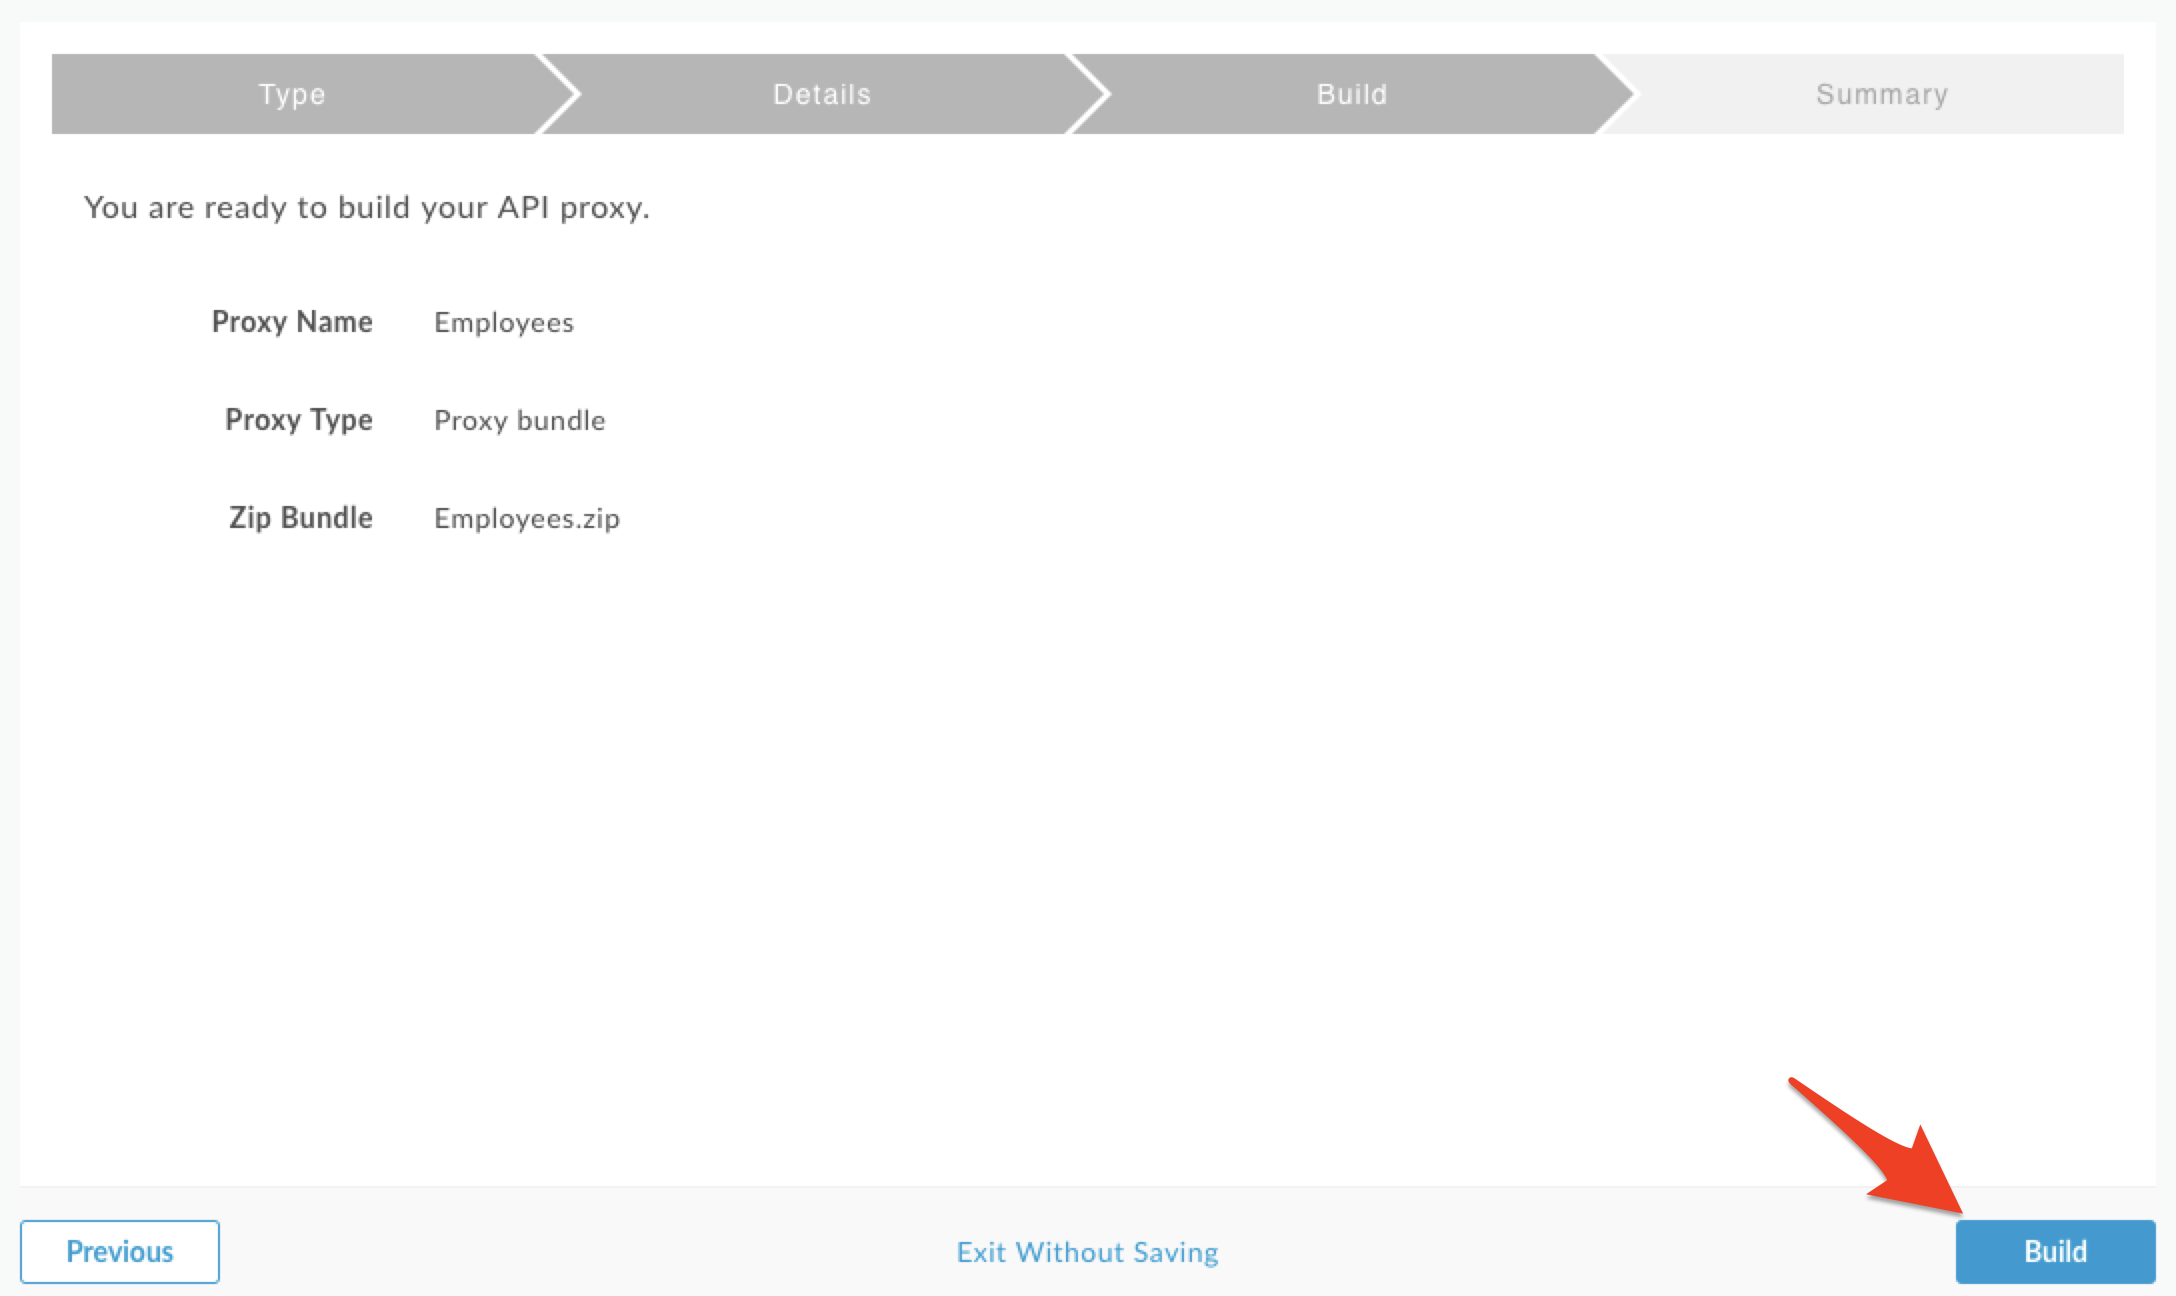 Type
Details
Build
Summary
You are ready to build your API proxy.
Proxy Name Employees
Proxy Type Proxy bundle
Zip Bundle Employees.zip
Previous
Exit Without Saving
Build